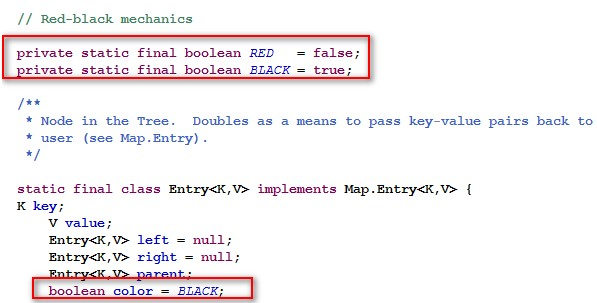 // Red-black mechanics
private static final boolean RED   = false;
private static final boolean BLACK = true;
/**
 * Node in the Tree.  Doubles as a means to pass key-value pairs back to
 * user (see Map.Entry).
 */
static final class Entry<K,V> implements Map.Entry<K,V> {
K key;
    V value;
    Entry<K,V> left = null;
    Entry<K,V> right = null;
    Entry<K,V> parent;
    boolean color = BLACK;